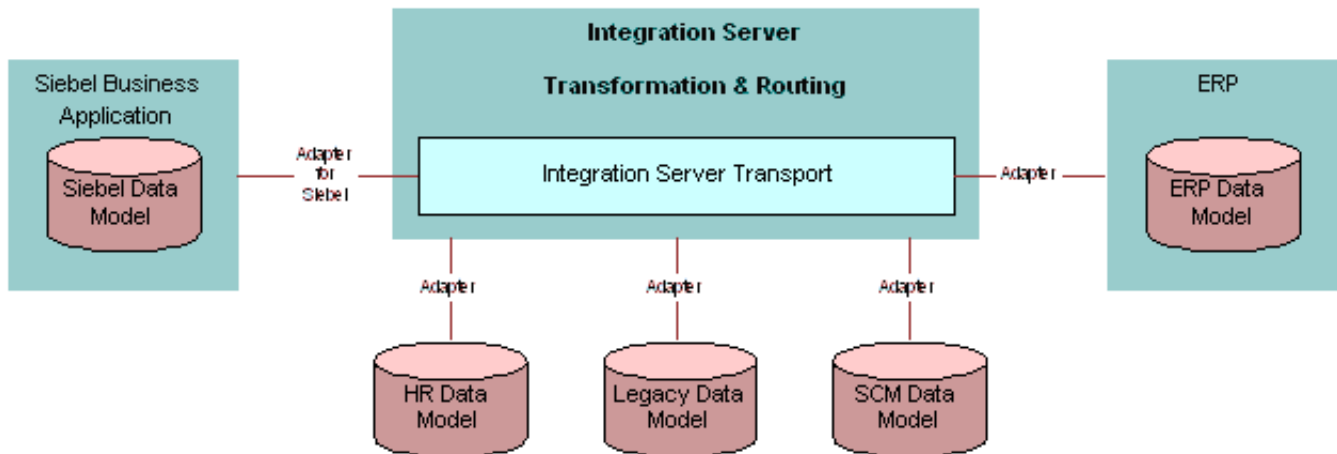 Integration Server
Transformation & Routing
Siebel Business
Application
Siebel Data
Model
Adapter
for
Siebel
Integration Server Transport
Adapter
ERP
ERP Data
Model
Adapter
Adapter
Adapter
HR Data
Model
Legacy Data
Model
SCM Data
Model